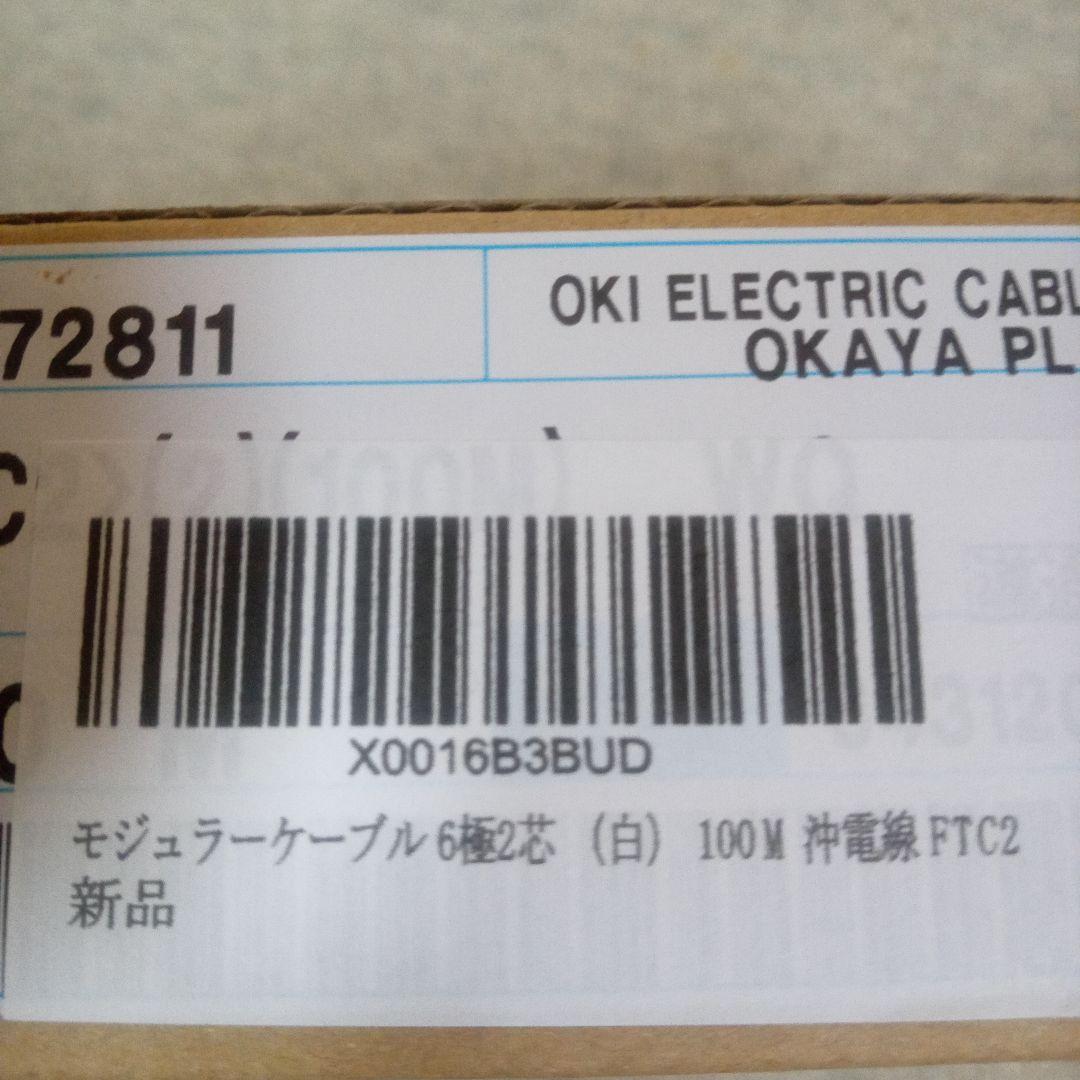 72811
OKI ELECTRIC CABL
OKAYA PL
X0016B3BUD
モジュラーケーブル 6極2芯 （白） 100M 沖電線 FTC2
新品